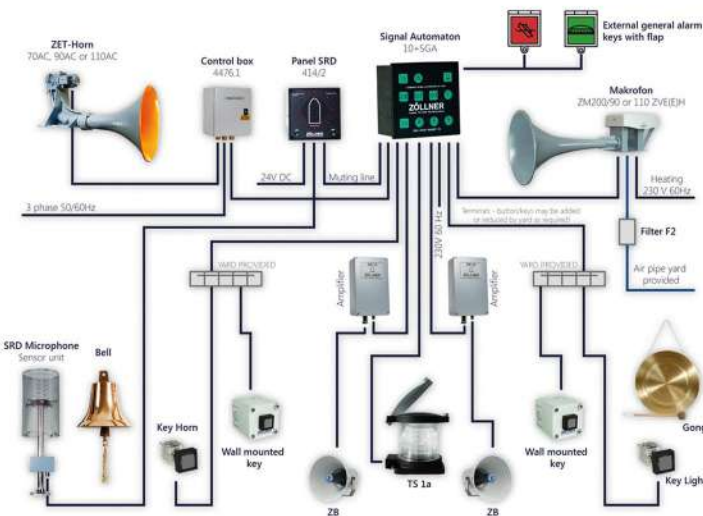 ZET-Horn
70AC, 90AC or 110AC
Control box
4476.1
Panel SRD
414/2
Signal Automaton
10+SGA
External general alarm
keys with flap
ZÖLLNER
Makrofon
ZM200/90 or 110 ZVE(E)H
24V DC
Muting line
Heating
230 V 60Hz
3 phase 50/60Hz
Terminals - buttons/keys may be added
or reduced by yard as required!
230V 60 Hz
Filter F2
YARD PROVIDED
Amplifier
Amplifier
YARD PROVIDED
Air pipe yard
provided
SRD Microphone
Sensor unit
Bell
Key Horn
Wall mounted
key
ZB
TS 1a
ZB
Wall mounted
key
Gong
Key Ligh